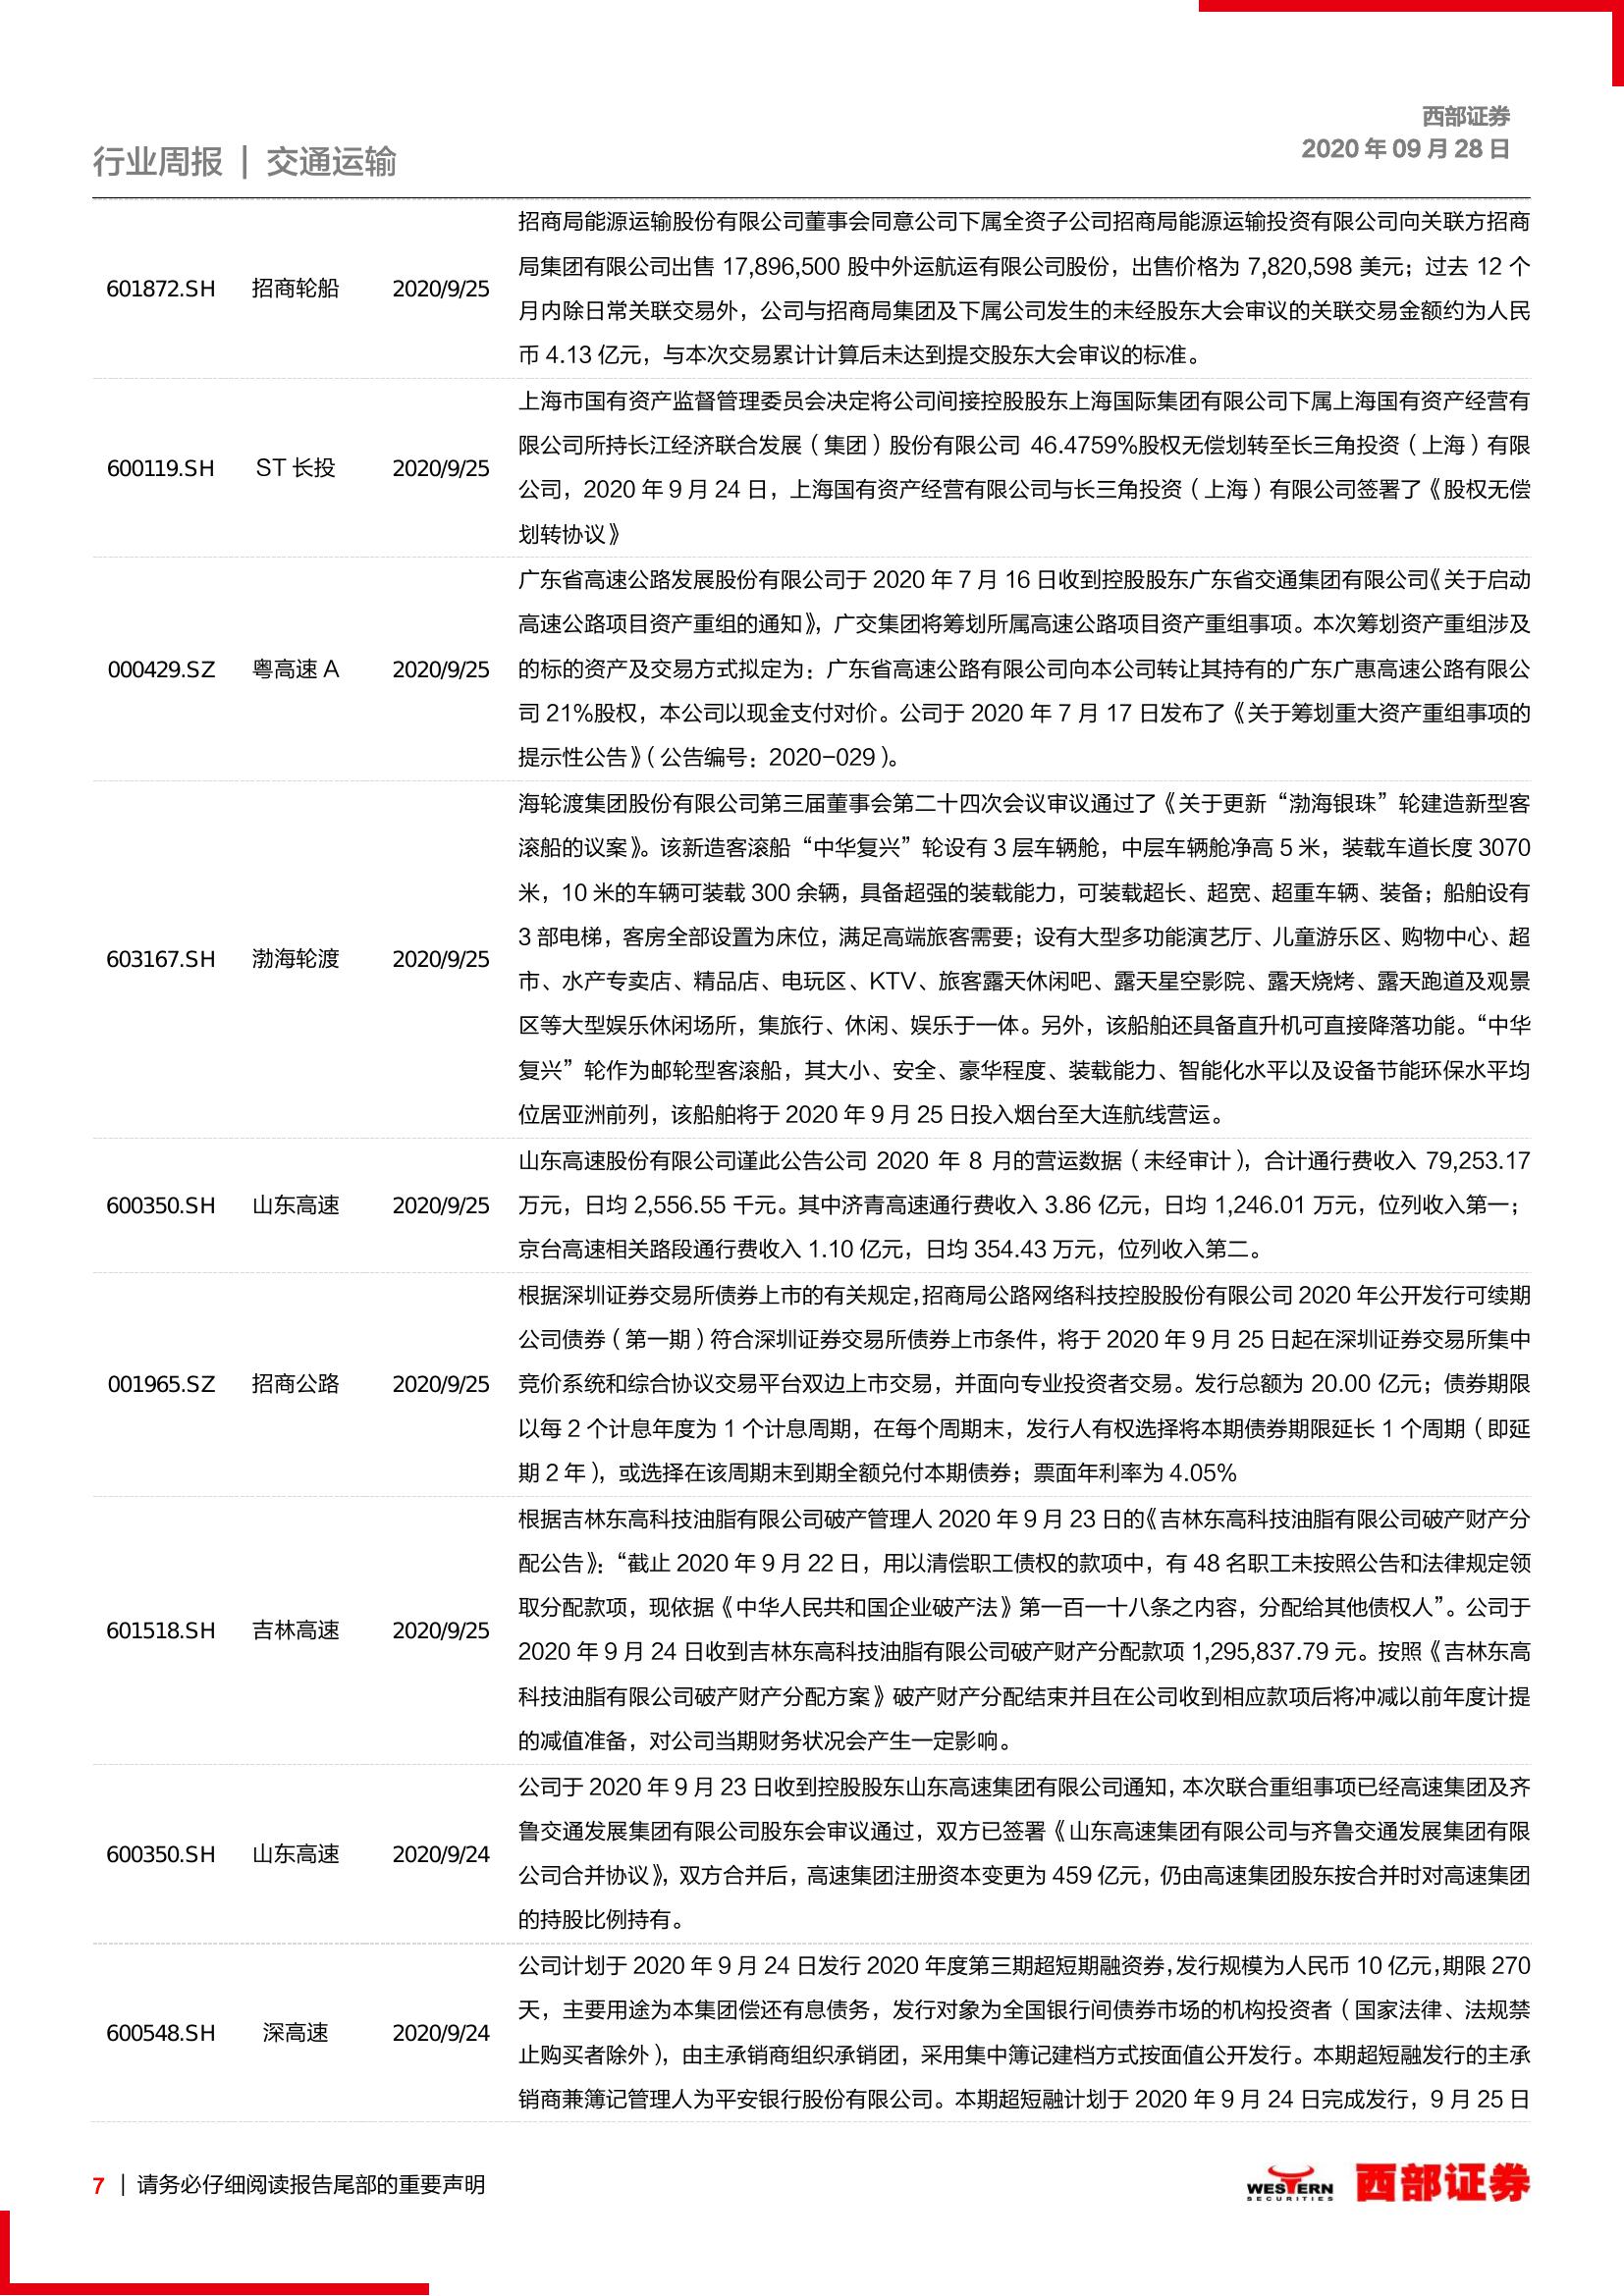 西部证券
2020 年 09 月 28 日
行业周报 | 交通运输
招商局能源运输股份有限公司董事会同意公司下属全资子公司招商局能源运输投资有限公司向关联方招商
局集团有限公司出售 17,896,500 股中外运航运有限公司股份，出售价格为 7,820,598 美元；过去 12 个
601872.SH 招商轮船 2020/9/25
月内除日常关联交易外，公司与招商局集团及下属公司发生的未经股东大会审议的关联交易金额约为人民
币 4.13 亿元，与本次交易累计计算后未达到提交股东大会审议的标准。
上海市国有资产监督管理委员会决定将公司间接控股股东上海国际集团有限公司下属上海国有资产经营有
限公司所持长江经济联合发展（集团）股份有限公司 46.4759%股权无偿划转至长三角投资（上海）有限
600119.SH ST 长投 2020/9/25
公司，2020 年 9 月 24 日，上海国有资产经营有限公司与长三角投资（上海）有限公司签署了《股权无偿
划转协议》
广东省高速公路发展股份有限公司于 2020 年 7 月 16 日收到控股股东广东省交通集团有限公司《关于启动
高速公路项目资产重组的通知》，广交集团将筹划所属高速公路项目资产重组事项。本次筹划资产重组涉及
000429.SZ 粤高速 A 2020/9/25 的标的资产及交易方式拟定为：广东省高速公路有限公司向本公司转让其持有的广东广惠高速公路有限公
司 21%股权，本公司以现金支付对价。公司于 2020 年 7 月 17 日发布了《关于筹划重大资产重组事项的
提示性公告》（公告编号：2020-029）。
海轮渡集团股份有限公司第三届董事会第二十四次会议审议通过了《关于更新“渤海银珠”轮建造新型客
滚船的议案》。该新造客滚船“中华复兴”轮设有 3 层车辆舱，中层车辆舱净高 5 米，装载车道长度 3070
米，10 米的车辆可装载 300 余辆，具备超强的装载能力，可装载超长、超宽、超重车辆、装备；船舶设有
3 部电梯，客房全部设置为床位，满足高端旅客需要；设有大型多功能演艺厅、儿童游乐区、购物中心、超
603167.SH 渤海轮渡 2020/9/25
市、水产专卖店、精品店、电玩区、KTV、旅客露天休闲吧、露天星空影院、露天烧烤、露天跑道及观景
区等大型娱乐休闲场所，集旅行、休闲、娱乐于一体。另外，该船舶还具备直升机可直接降落功能。“中华
复兴”轮作为邮轮型客滚船，其大小、安全、豪华程度、装载能力、智能化水平以及设备节能环保水平均
位居亚洲前列，该船舶将于 2020 年 9 月 25 日投入烟台至大连航线营运。
山东高速股份有限公司谨此公告公司 2020 年 8 月的营运数据（未经审计），合计通行费收入 79,253.17
600350.SH 山东高速 2020/9/25 万元，日均 2,556.55 千元。其中济青高速通行费收入 3.86 亿元，日均 1,246.01 万元，位列收入第一；
京台高速相关路段通行费收入 1.10 亿元，日均 354.43 万元，位列收入第二。
根据深圳证券交易所债券上市的有关规定，招商局公路网络科技控股股份有限公司 2020 年公开发行可续期
公司债券（第一期）符合深圳证券交易所债券上市条件，将于 2020 年 9 月 25 日起在深圳证券交易所集中
001965.SZ 招商公路 2020/9/25 竞价系统和综合协议交易平台双边上市交易，并面向专业投资者交易。发行总额为 20.00 亿元；债券期限
以每 2 个计息年度为 1 个计息周期，在每个周期末，发行人有权选择将本期债券期限延长 1 个周期（即延
期 2 年），或选择在该周期末到期全额兑付本期债券；票面年利率为 4.05%
根据吉林东高科技油脂有限公司破产管理人 2020 年 9 月 23 日的《吉林东高科技油脂有限公司破产财产分
配公告》：“截止 2020 年 9 月 22 日，用以清偿职工债权的款项中，有 48 名职工未按照公告和法律规定领
取分配款项，现依据《中华人民共和国企业破产法》第一百一十八条之内容，分配给其他债权人”。公司于
601518.SH 吉林高速 2020/9/25
2020 年 9 月 24 日收到吉林东高科技油脂有限公司破产财产分配款项 1,295,837.79 元。按照《吉林东高
科技油脂有限公司破产财产分配方案》破产财产分配结束并且在公司收到相应款项后将冲减以前年度计提
的减值准备，对公司当期财务状况会产生一定影响。
公司于 2020 年 9 月 23 日收到控股股东山东高速集团有限公司通知，本次联合重组事项已经高速集团及齐
鲁交通发展集团有限公司股东会审议通过，双方已签署《山东高速集团有限公司与齐鲁交通发展集团有限
600350.SH 山东高速 2020/9/24
公司合并协议》，双方合并后，高速集团注册资本变更为 459 亿元，仍由高速集团股东按合并时对高速集团
的持股比例持有。
公司计划于 2020 年 9 月 24 日发行 2020 年度第三期超短期融资券，发行规模为人民币 10 亿元，期限 270
天，主要用途为本集团偿还有息债务，发行对象为全国银行间债券市场的机构投资者（国家法律、法规禁
600548.SH 深高速 2020/9/24
止购买者除外），由主承销商组织承销团，采用集中簿记建档方式按面值公开发行。本期超短融发行的主承
销商兼簿记管理人为平安银行股份有限公司。本期超短融计划于 2020 年 9 月 24 日完成发行，9 月 25 日
7 | 请务必仔细阅读报告尾部的重要声明
WESTERN
SECURITIES
西部证券